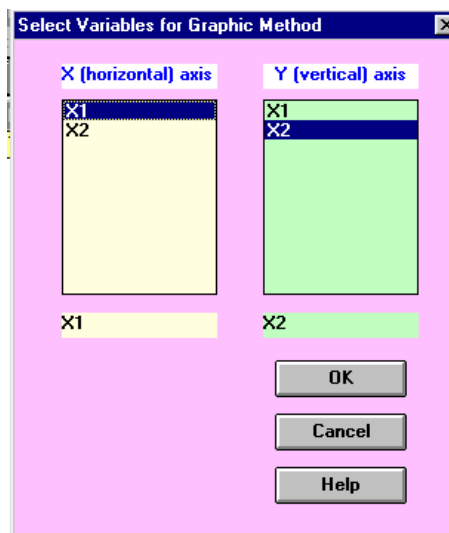 Select Variables for Graphic Method
X (horizontal) axis Y (vertical) axis
X1 X1
X2 X2
X1 X2
OK
Cancel
Help